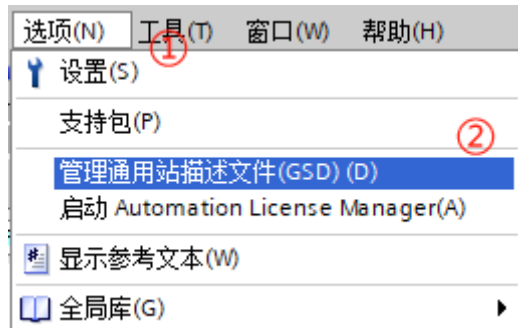 选项(N) 工具(T) 窗口(W) 帮助(H)
①
设置(S)
支持包(P)
②
管理通用站描述文件(GSD) (D)
启动 Automation License Manager(A)
显示参考文本(W)
全局库(G)